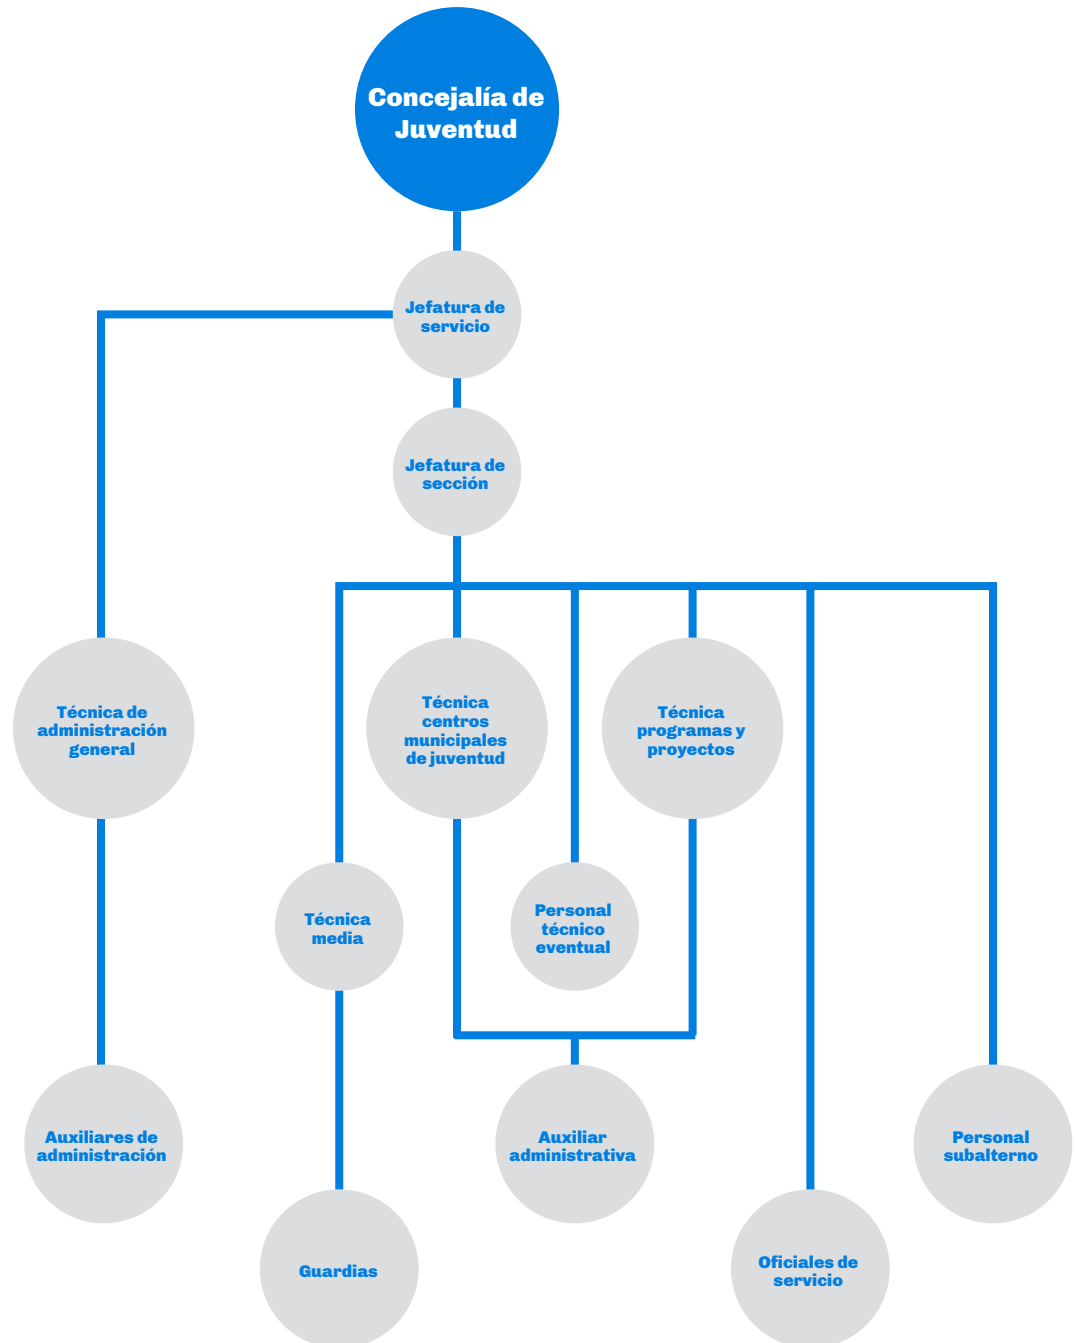 Concejalía de
Juventud
Jefatura de
servicio
Jefatura de
sección
Técnica de
administración
general
Técnica
centros
municipales
de juventud
Técnica
programas y
proyectos
Técnica
media
Personal
técnico
eventual
Auxiliares de
administración
Auxiliar
administrativa
Personal
subalterno
Guardias
Oficiales de
servicio